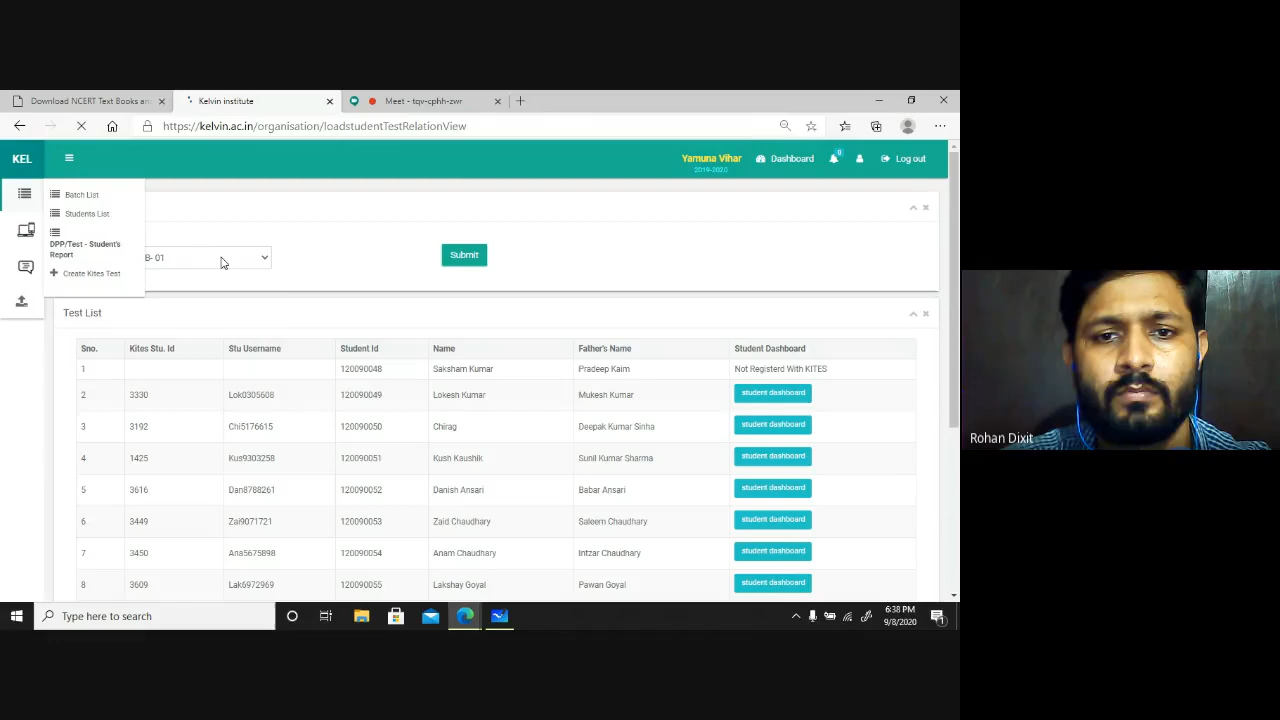 Download NCERT Text Books an
Kelvin institute
Meet - tqv-cphh-zwr
https://kelvin.ac.in/organisation/loadstudentTestRelationView
KEL
Yamuna Vihar
2019-2020
Dashboard
0
Log out
Batch List
Students List
DPP/Test - Student's
Report
Create Kites Test
B- 01
Submit
Test List
Sno. Kites Stu. Id Stu Username Student Id Name Father's Name Student Dashboard
1 120090048 Saksham Kumar Pradeep Kaim Not Registerd With KITES
2 3330 Lok0305608 120090049 Lokesh Kumar Mukesh Kumar student dashboard
3 3192 Chi5176615 120090050 Chirag Deepak Kumar Sinha student dashboard
4 1425 Kus9303258 120090051 Kush Kaushik Sunil Kumar Sharma student dashboard
5 3616 Dan8788261 120090052 Danish Ansari Babar Ansari student dashboard
6 3449 Zai9071721 120090053 Zaid Chaudhary Saleem Chaudhary student dashboard
7 3450 Ana5675898 120090054 Anam Chaudhary Intzar Chaudhary student dashboard
8 3609 Lak6972969 120090055 Lakshay Goyal Pawan Goyal student dashboard
Type here to search
6:38 PM
9/8/2020
1
Rohan Dixit